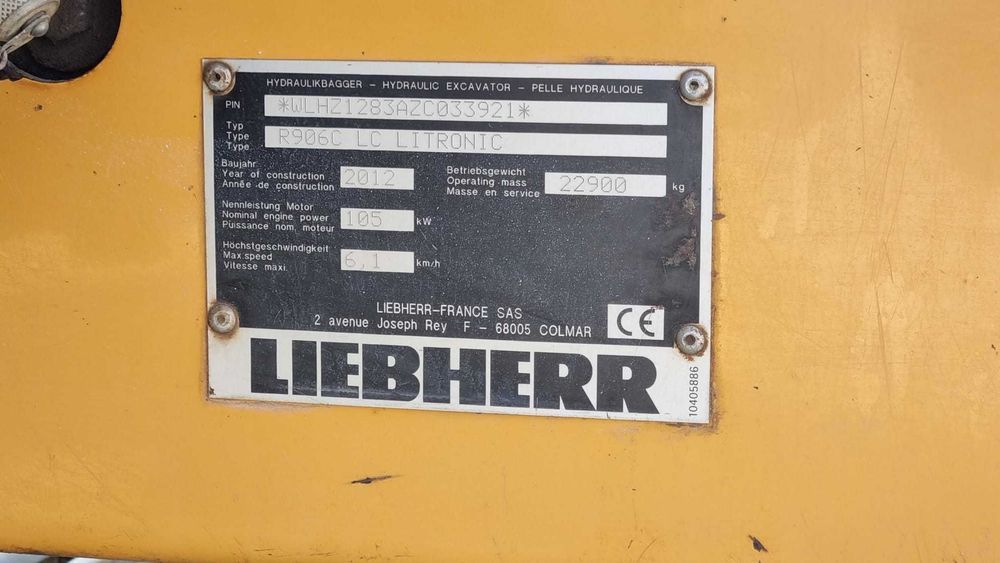 HYDRAULIKBAGGER - HYDRAULIC EXCAVATOR - PELLE HYDRAULIQUE
PIN *WLHZ1283AZC033921*
Typ
Type R906C LC LITRONIC
Type
Baujahr
Year of construction 2012
Année de construction
Betriebsgewicht
Operating mass 22900 kg
Masse en service
Nennleistung Motor
Nominal engine power 105 kW
Puissance nom. moteur
Höchstgeschwindigkeit
Max.speed 6,1 km/h
Vitesse maxi.
LIEBHERR-FRANCE SAS
2 avenue Joseph Rey F - 68005 COLMAR
CE
LIEBHERR
10405886